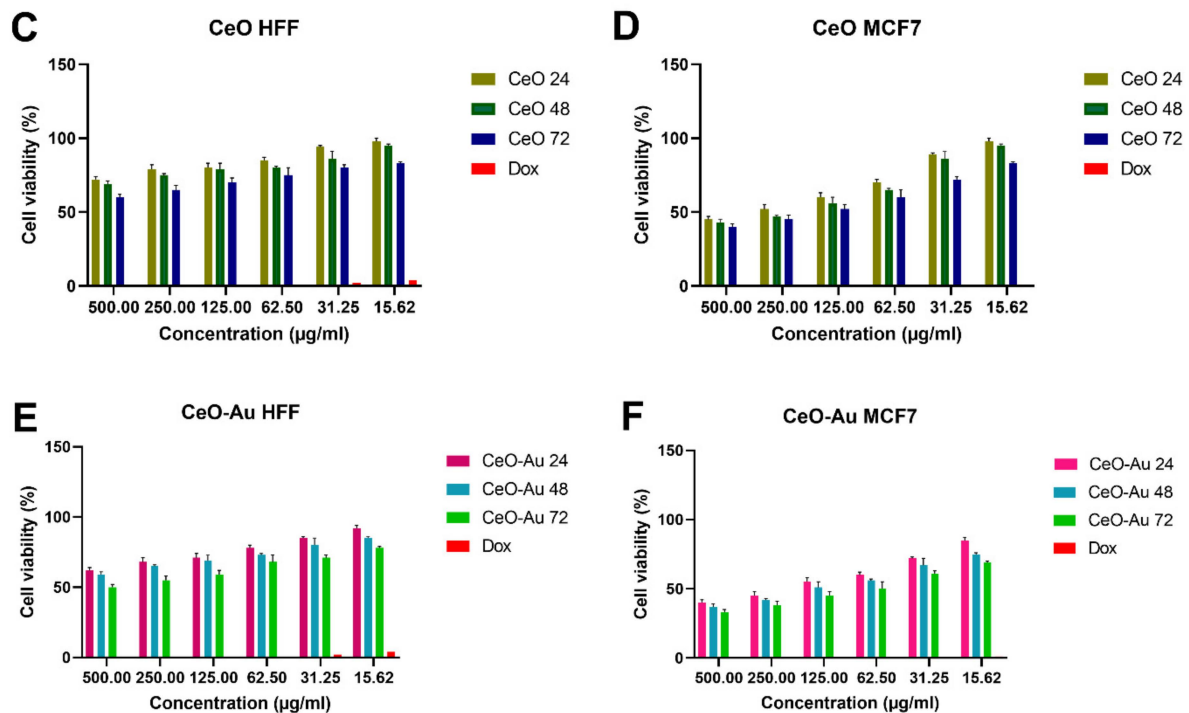 C
CeO HFF
Cell viability (%)
150
100
50
0
500.00 250.00 125.00 62.50 31.25 15.62
Concentration (µg/ml)
CeO 24
CeO 48
CeO 72
Dox
D
CeO MCF7
Cell viability (%)
150
100
50
0
500.00 250.00 125.00 62.50 31.25 15.62
Concentration (µg/ml)
CeO 24
CeO 48
CeO 72
Dox
E
CeO-Au HFF
Cell viability (%)
150
100
50
0
500.00 250.00 125.00 62.50 31.25 15.62
Concentration (µg/ml)
CeO-Au 24
CeO-Au 48
CeO-Au 72
Dox
F
CeO-Au MCF7
Cell viability (%)
150
100
50
0
500.00 250.00 125.00 62.50 31.25 15.62
Concentration (µg/ml)
CeO-Au 24
CeO-Au 48
CeO-Au 72
Dox